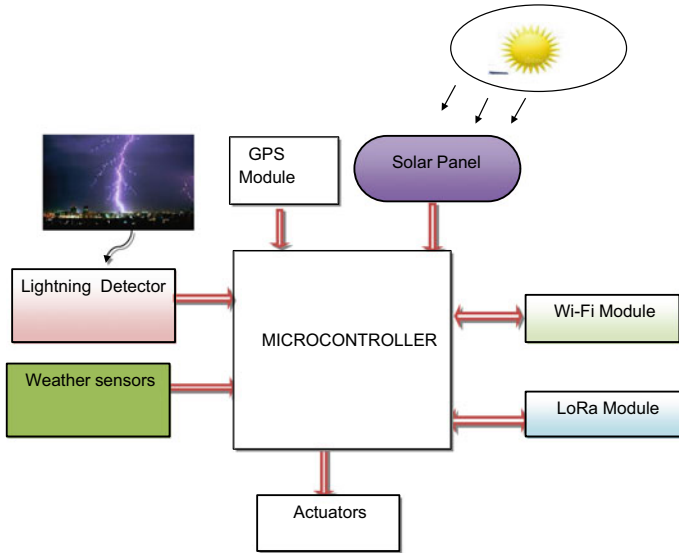 GPS
Module
Solar Panel
Lightning Detector
MICROCONTROLLER
Wi-Fi Module
Weather sensors
LoRa Module
Actuators